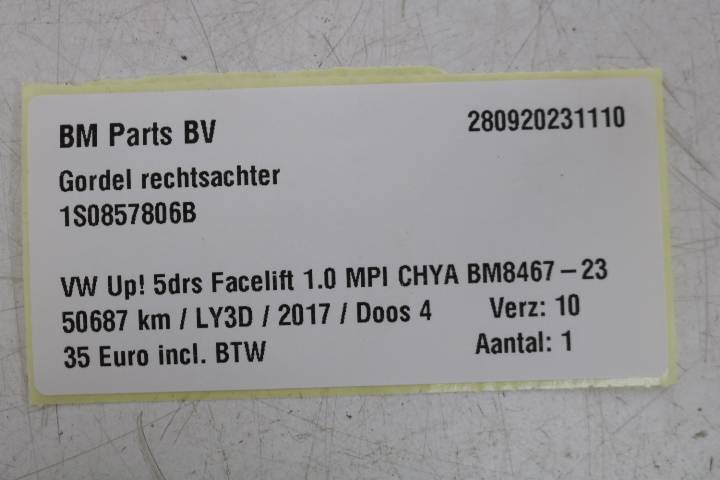 BM Parts BV 280920231110
Gordel rechtsachter
1S0857806B
VW Up! 5drs Facelift 1.0 MPI CHYA BM8467-23
50687 km / LY3D / 2017 / Doos 4 Verz: 10
35 Euro incl. BTW Aantal: 1